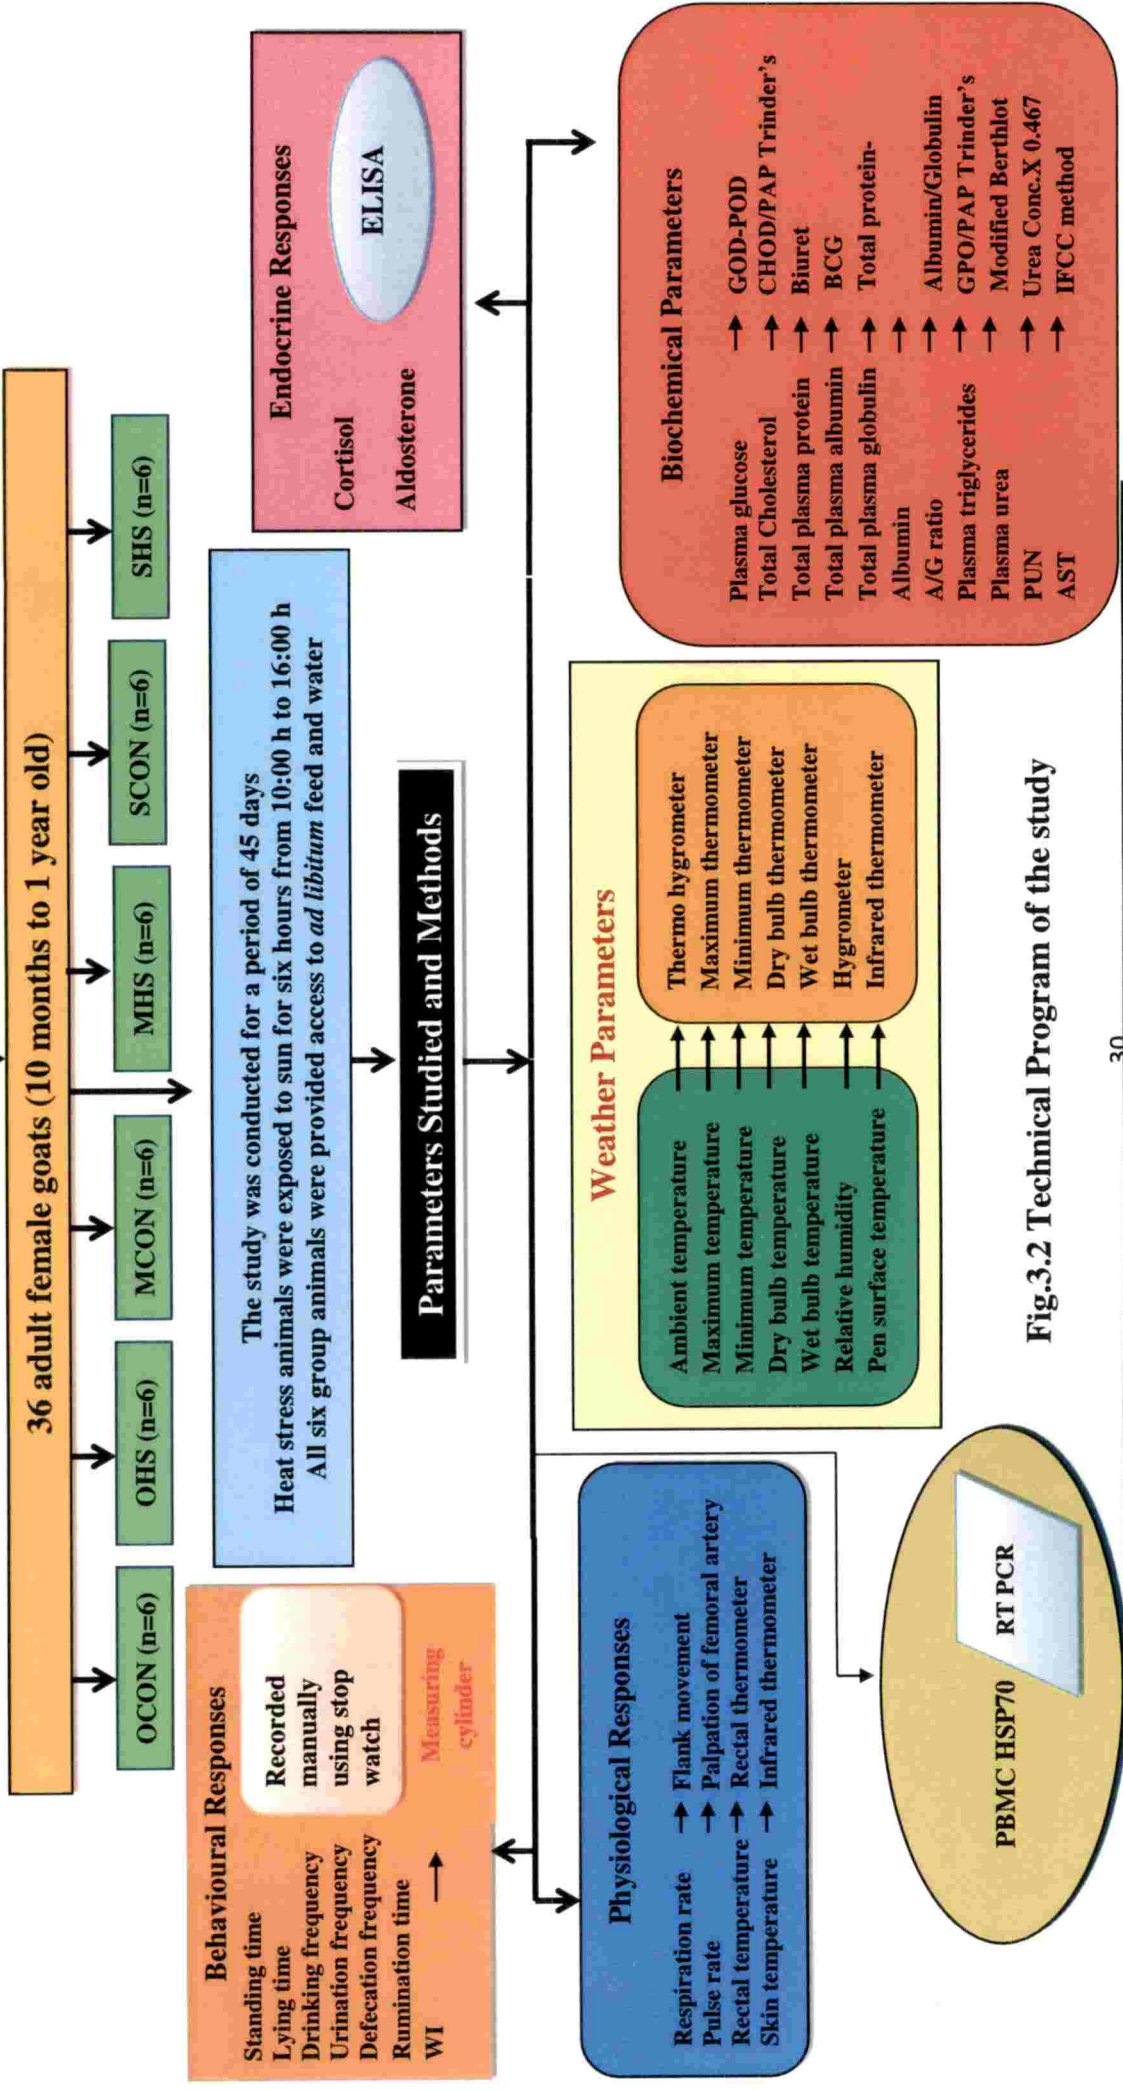 36 adult female goats (10 months to 1 year old)
OCON (n=6)
OHS (n=6)
MCON (n=6)
MHS (n=6)
SCON (n=6)
SHS (n=6)
The study was conducted for a period of 45 days
Heat stress animals were exposed to sun for six hours from 10:00 h to 16:00 h
All six group animals were provided access to ad libitum feed and water
Behavioural Responses
Standing time
Lying time
Drinking frequency
Urination frequency
Defecation frequency
Rumination time
WI →
Recorded
manually
using stop
watch
Measuring
cylinder
Parameters Studied and Methods
Endocrine Responses
Cortisol
Aldosterone
ELISA
Physiological Responses
Respiration rate → Flank movement
Pulse rate → Palpation of femoral artery
Rectal temperature → Rectal thermometer
Skin temperature → Infrared thermometer
PBMC HSP70
RT PCR
Weather Parameters
Ambient temperature → Thermo hygrometer
Maximum temperature → Maximum thermometer
Minimum temperature → Minimum thermometer
Dry bulb temperature → Dry bulb thermometer
Wet bulb temperature → Wet bulb thermometer
Relative humidity → Hygrometer
Pen surface temperature → Infrared thermometer
Biochemical Parameters
Plasma glucose → GOD-POD
Total Cholesterol → CHOD/PAP Trinder's
Total plasma protein → Biuret
Total plasma albumin → BCG
Total plasma globulin → Total protein-
Albumin →
A/G ratio → Albumin/Globulin
Plasma triglycerides → GPO/PAP Trinder's
Plasma urea → Modified Berthlot
PUN → Urea Conc.X 0.467
AST → IFCC method
Fig.3.2 Technical Program of the study
30